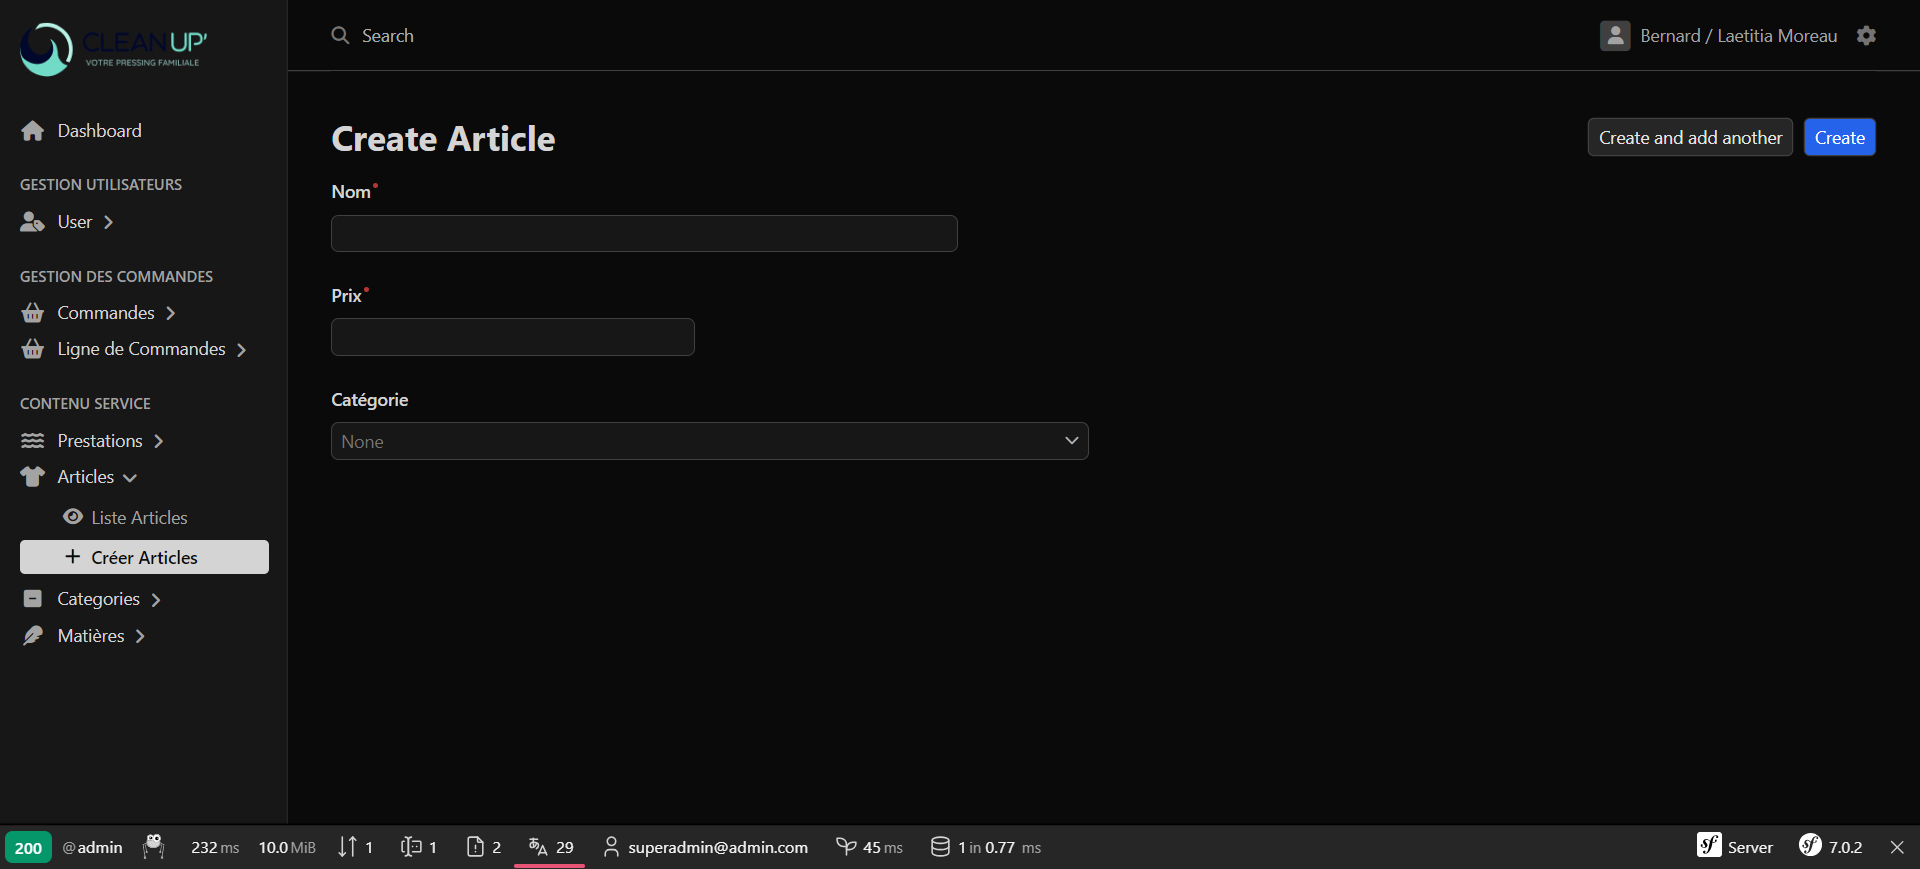 CLEAN UP'
VOTRE PRESSING FAMILIALE
Search
Bernard / Laetitia Moreau
Dashboard
GESTION UTILISATEURS
User
GESTION DES COMMANDES
Commandes
Ligne de Commandes
CONTENU SERVICE
Prestations
Articles
Liste Articles
Créer Articles
Categories
Matières
Create Article
Create and add another
Create
Nom
Prix
Catégorie
None
200 @admin 232 ms 10.0 MiB 1 1 2 29 superadmin@admin.com 45 ms 1 in 0.77 ms sf Server sf 7.0.2